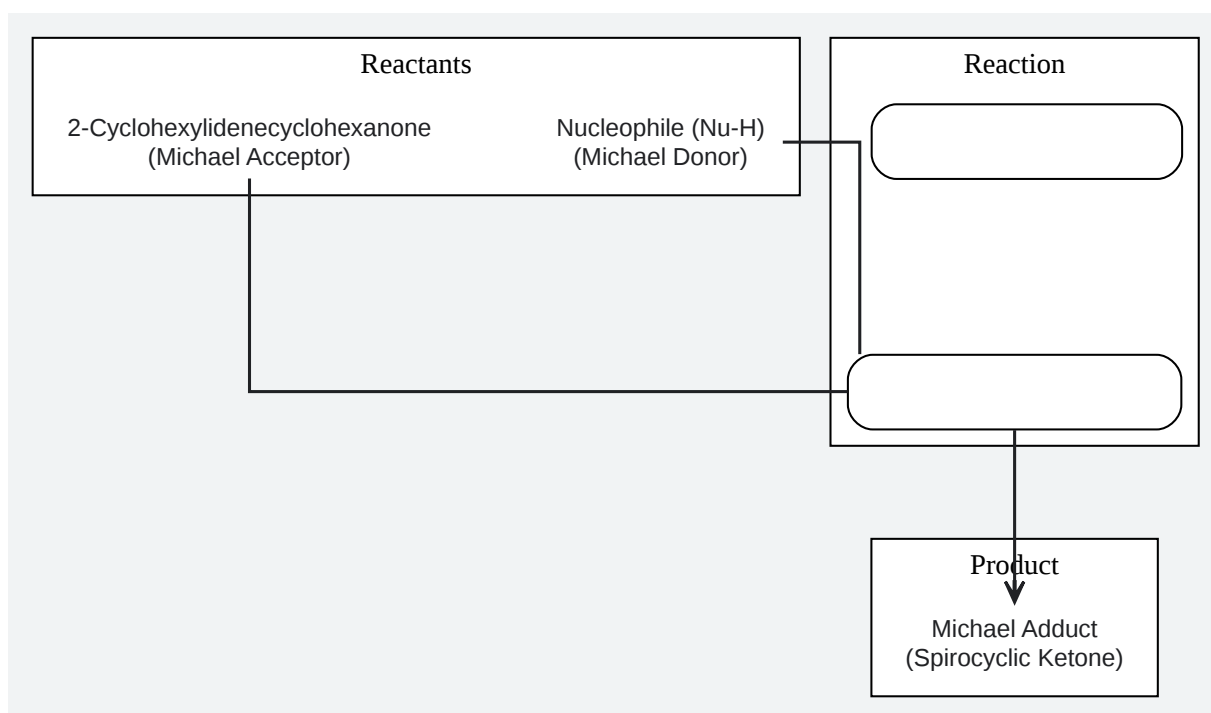 Reactants
2-Cyclohexylidenecyclohexanone
(Michael Acceptor)
Nucleophile (Nu-H)
(Michael Donor)
Reaction
Product
Michael Adduct
(Spirocyclic Ketone)